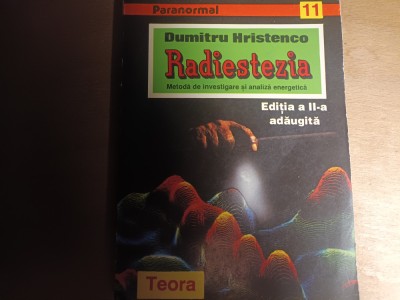 Paranormal 11
Dumitru Hristenco
Radiestezia
Metodă de investigare și analiză energetică
Ediția a II-a
adăugită
Teora